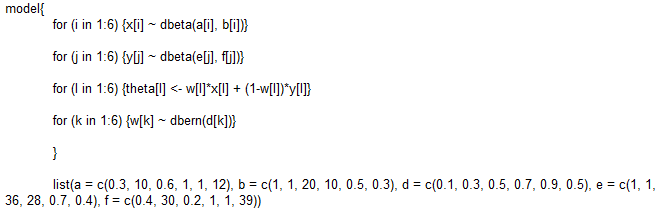 model{
for (i in 1:6) {x[i] ~ dbeta(a[i], b[i])}
for (j in 1:6) {y[j] ~ dbeta(e[j], f[j])}
for (l in 1:6) {theta[l] <- w[l]*x[l] + (1-w[l])*y[l]}
for (k in 1:6) {w[k] ~ dbern(d[k])}
}
list(a = c(0.3, 10, 0.6, 1, 1, 12), b = c(1, 1, 20, 10, 0.5, 0.3), d = c(0.1, 0.3, 0.5, 0.7, 0.9, 0.5), e = c(1, 1,
36, 28, 0.7, 0.4), f = c(0.4, 30, 0.2, 1, 1, 39))